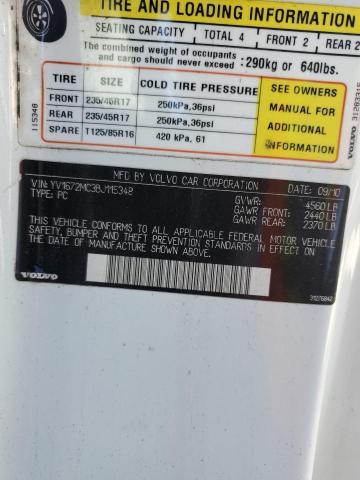 TIRE AND LOADING INFORMATION
SEATING CAPACITY TOTAL 4 FRONT 2 REAR 2
The combined weight of occupants and cargo should never exceed :290kg or 640lbs.
TIRE SIZE COLD TIRE PRESSURE
FRONT 235/45R17 250kPa,36psi
REAR 235/45R17 250kPa,36psi
SPARE T125/85R16 420 kPa, 61
SEE OWNERS
MANUAL FOR
ADDITIONAL
INFORMATION
115348
VOLVO
MFD BY VOLVO CAR CORPORATION
DATE: 09/10
VIN: YV1672MC3BJ115348
TYPE: PC
GVWR: 4560 LB
GAWR FRONT: 2440 LB
GAWR REAR: 2370 LB
THIS VEHICLE CONFORMS TO ALL APPLICABLE FEDERAL MOTOR VEHICLE
SAFETY, BUMPER AND THEFT PREVENTION STANDARDS IN EFFECT ON
THE DATE OF MANUFACTURE SHOWN ABOVE.
VOLVO